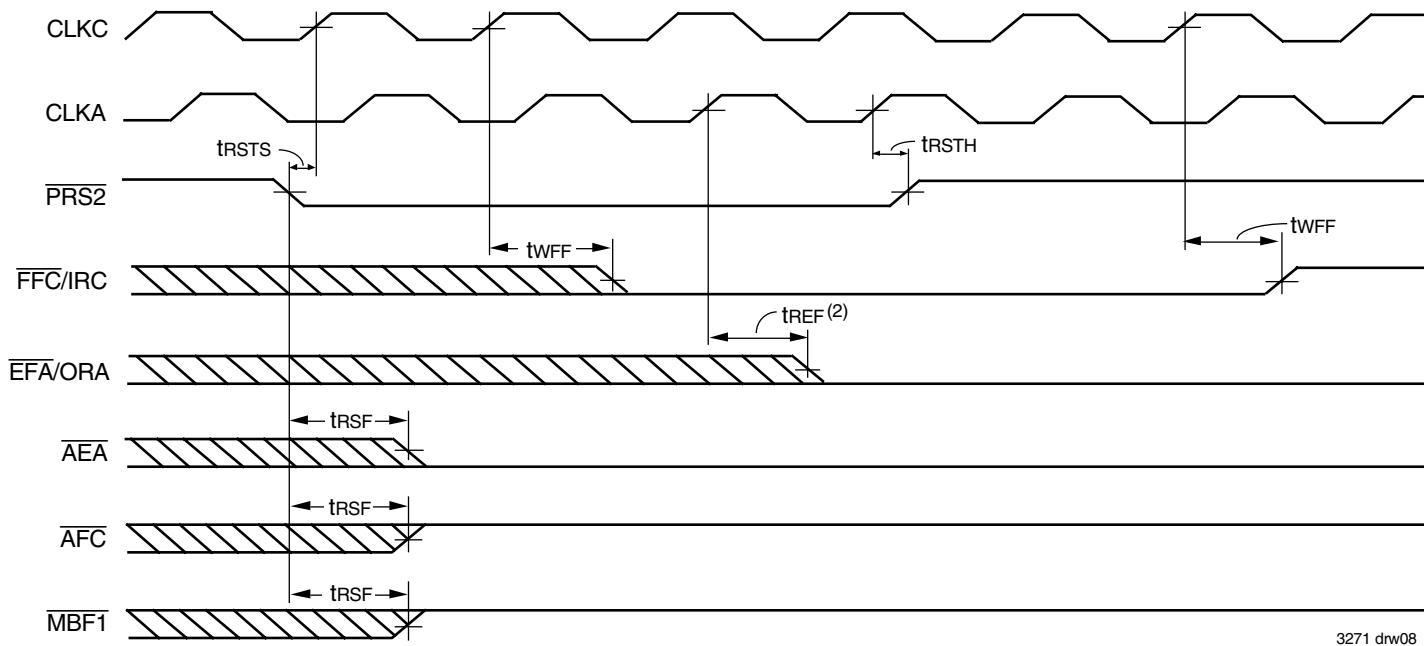 CLKC
CLKA
tRSTS
tRSTH
PRS2
tWFF
tWFF
FFC/IRC
tREF(2)
EFA/ORA
tRSF
AEA
tRSF
AFC
tRSF
MBF1
3271 drw08